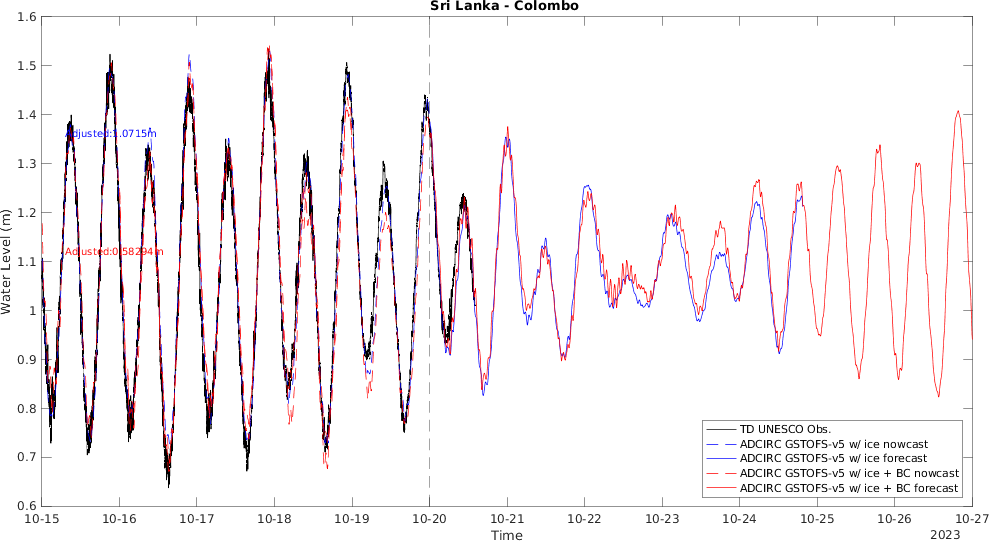 Sri Lanka - Colombo
1.6
1.5
1.4
1.3
1.2
1.1
1
0.9
0.8
0.7
0.6
Water Level (m)
Adjusted:1.0715m
Adjusted:0.58294m
TD UNESCO Obs.
ADCIRC GSTOFS-v5 w/ ice nowcast
ADCIRC GSTOFS-v5 w/ ice forecast
ADCIRC GSTOFS-v5 w/ ice + BC nowcast
ADCIRC GSTOFS-v5 w/ ice + BC forecast
10-15 10-16 10-17 10-18 10-19 10-20 10-21 10-22 10-23 10-24 10-25 10-26 10-27
Time
2023